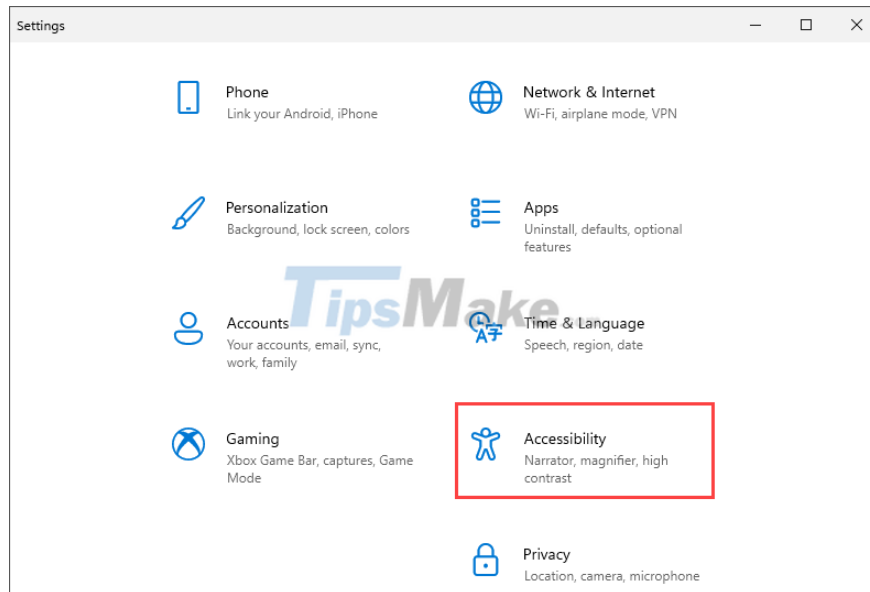 Settings
Phone
Link your Android, iPhone
Network & Internet
Wi-Fi, airplane mode, VPN
Personalization
Background, lock screen, colors
Apps
Uninstall, defaults, optional
features
TipsMake
Accounts
Your accounts, email, sync,
work, family
Time & Language
Speech, region, date
Gaming
Xbox Game Bar, captures, Game
Mode
Accessibility
Narrator, magnifier, high
contrast
Privacy
Location, camera, microphone